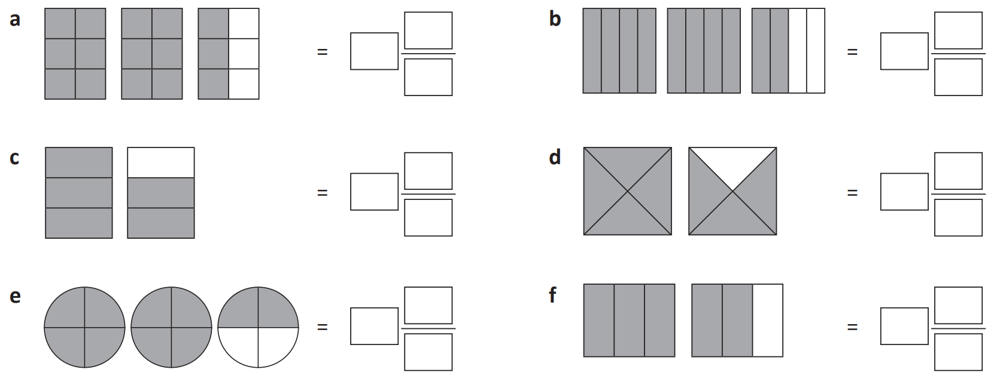 a =
b =
c =
d =
e =
f =